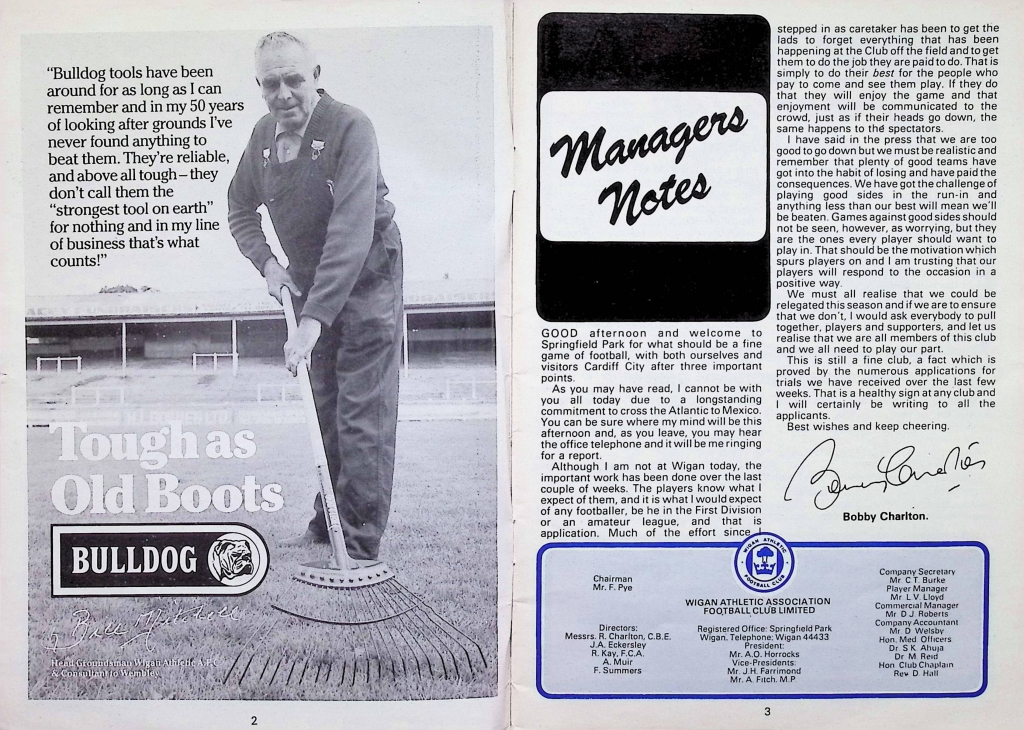 “Bulldog tools have been
around for as long as I can
remember and in my 50 years
of looking after grounds I’ve
never found anything to
beat them. They’re reliable,
and above all tough – they
don’t call them the
“strongest tool on earth”
for nothing and in my line
of business that’s what
counts!”
Tough as
Old Boots
BULLDOG
Head Groundsman Wigan Athletic A.F.C.
& Consultant to Wembley
2
Managers
Notes
GOOD afternoon and welcome to
Springfield Park for what should be a fine
game of football, with both ourselves and
visitors Cardiff City after three important
points.
As you may have read, I cannot be with
you all today due to a longstanding
commitment to cross the Atlantic to Mexico.
You can be sure where my mind will be this
afternoon and, as you leave, you may hear
the office telephone and it will be me ringing
for a report.
Although I am not at Wigan today, the
important work has been done over the last
couple of weeks. The players know what I
expect of them, and it is what I would expect
of any footballer, be he in the First Division
or an amateur league, and that is
application. Much of the effort since I
stepped in as caretaker has been to get the
lads to forget everything that has been
happening at the Club off the field and to get
them to do the job they are paid to do. That is
simply to do their best for the people who
pay to come and see them play. If they do
that they will enjoy the game and that
enjoyment will be communicated to the
crowd, just as if their heads go down, the
same happens to the spectators.
I have said in the press that we are too
good to go down but we must be realistic and
remember that plenty of good teams have
got into the habit of losing and have paid the
consequences. We have got the challenge of
playing good sides in the run-in and
anything less than our best will mean we’ll
be beaten. Games against good sides should
not be seen, however, as worrying, but they
are the ones every player should want to
play in. That should be the motivation which
spurs players on and I am trusting that our
players will respond to the occasion in a
positive way.
We must all realise that we could be
relegated this season and if we are to ensure
that we don’t, I would ask everybody to pull
together, players and supporters, and let us
realise that we are all members of this club
and we all need to play our part.
This is still a fine club, a fact which is
proved by the numerous applications for
trials we have received over the last few
weeks. That is a healthy sign at any club and
I will certainly be writing to all the
applicants.
Best wishes and keep cheering.
Bobby Charlton
Bobby Charlton.
WIGAN ATHLETIC
FOOTBALL CLUB
Chairman
Mr. F. Pye
Directors:
Messrs. R. Charlton, C.B.E.
J.A. Eckersley
R. Kay, F.C.A.
A. Muir
F. Summers
WIGAN ATHLETIC ASSOCIATION
FOOTBALL CLUB LIMITED
Registered Office: Springfield Park
Wigan. Telephone: Wigan 44433
President:
Mr. A.O. Horrocks
Vice-Presidents:
Mr. J.H. Farrimond
Mr. A. Fitch. M.P
Company Secretary
Mr. C.T. Burke
Player Manager
Mr. L.V. Lloyd
Commercial Manager
Mr. D.J. Roberts
Company Accountant
Mr. D. Welsby
Hon. Med. Officers
Dr. S.K. Ahuja
Dr. M. Reid
Hon. Club Chaplain
Rev. D. Hall
3